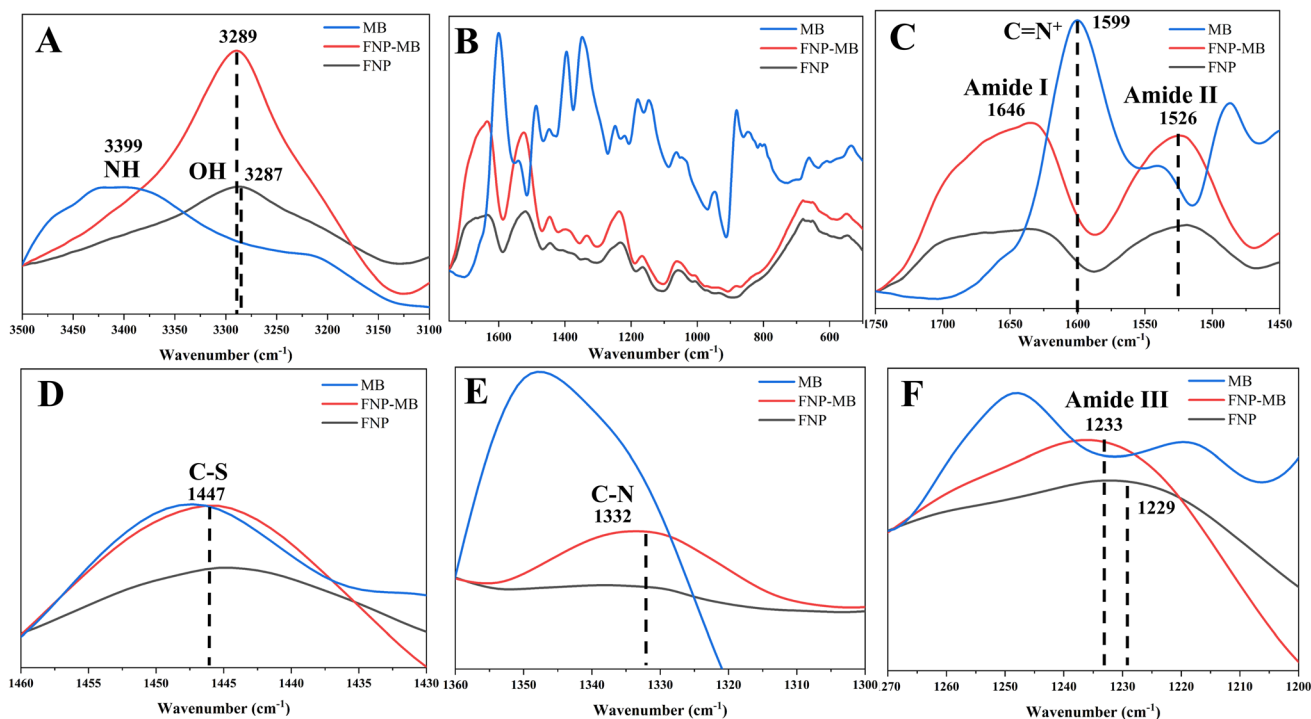 A
3289
MB
FNP-MB
FNP
3399
NH
OH
3287
3500 3450 3400 3350 3300 3250 3200 3150 3100
Wavenumber (cm⁻¹)
B
MB
FNP-MB
FNP
1600 1400 1200 1000 800 600
Wavenumber (cm⁻¹)
C
C=N⁺
1599
MB
FNP-MB
FNP
Amide I
1646
Amide II
1526
1750 1700 1650 1600 1550 1500 1450
Wavenumber (cm⁻¹)
D
MB
FNP-MB
FNP
C-S
1447
1460 1455 1450 1445 1440 1435 1430
Wavenumber (cm⁻¹)
E
MB
FNP-MB
FNP
C-N
1332
1360 1350 1340 1330 1320 1310 1300
Wavenumber (cm⁻¹)
F
MB
FNP-MB
FNP
Amide III
1233
1229
1270 1260 1250 1240 1230 1220 1210 1200
Wavenumber (cm⁻¹)